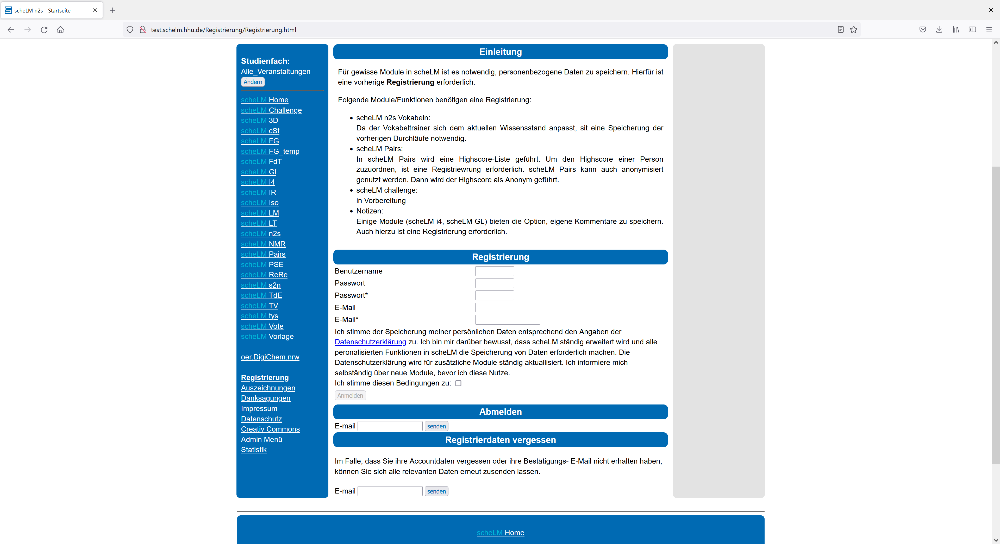 scheLM n2s - Startseite
test.schelm.hhu.de/Registrierung/Registrierung.html
Studienfach:
Alle_Veranstaltungen
Ändern
scheLM Home
scheLM Challenge
scheLM 3D
scheLM cSt
scheLM FG
scheLM FG_temp
scheLM FdT
scheLM Gl
scheLM I4
scheLM IR
scheLM Iso
scheLM LM
scheLM LT
scheLM n2s
scheLM NMR
scheLM Pairs
scheLM PSE
scheLM ReRe
scheLM s2n
scheLM TdE
scheLM TV
scheLM tys
scheLM Vote
scheLM Vorlage
oer.DigiChem.nrw
Registrierung
Auszeichnungen
Danksagungen
Impressum
Datenschutz
Creativ Commons
Admin Menü
Statistik
Einleitung
Für gewisse Module in scheLM ist es notwendig, personenbezogene Daten zu speichern. Hierfür ist
eine vorherige Registrierung erforderlich.
Folgende Module/Funktionen benötigen eine Registrierung:
• scheLM n2s Vokabeln:
Da der Vokabeltrainer sich dem aktuellen Wissensstand anpasst, sit eine Speicherung der
vorherigen Durchläufe notwendig.
• scheLM Pairs:
In scheLM Pairs wird eine Highscore-Liste geführt. Um den Highscore einer Person
zuzuordnen, ist eine Registriewrung erforderlich. scheLM Pairs kann auch anonymisiert
genutzt werden. Dann wird der Highscore als Anonym geführt.
• scheLM challenge:
in Vorbereitung
• Notizen:
Einige Module (scheLM i4, scheLM GL) bieten die Option, eigene Kommentare zu speichern.
Auch hierzu ist eine Registrierung erforderlich.
Registrierung
Benutzername
Passwort
Passwort*
E-Mail
E-Mail*
Ich stimme der Speicherung meiner persönlichen Daten entsprechend den Angaben der
Datenschutzerklärung zu. Ich bin mir darüber bewusst, dass scheLM ständig erweitert wird und alle
peronalisierten Funktionen in scheLM die Speicherung von Daten erforderlich machen. Die
Datenschutzerklärung wird für zusätzliche Module ständig aktuallisiert. Ich informiere mich
selbständig über neue Module, bevor ich diese Nutze.
Ich stimme diesen Bedingungen zu:
Anmelden
Abmelden
E-mail senden
Registrierdaten vergessen
Im Falle, dass Sie ihre Accountdaten vergessen oder ihre Bestätigungs- E-Mail nicht erhalten haben,
können Sie sich alle relevanten Daten erneut zusenden lassen.
E-mail senden
scheLM Home